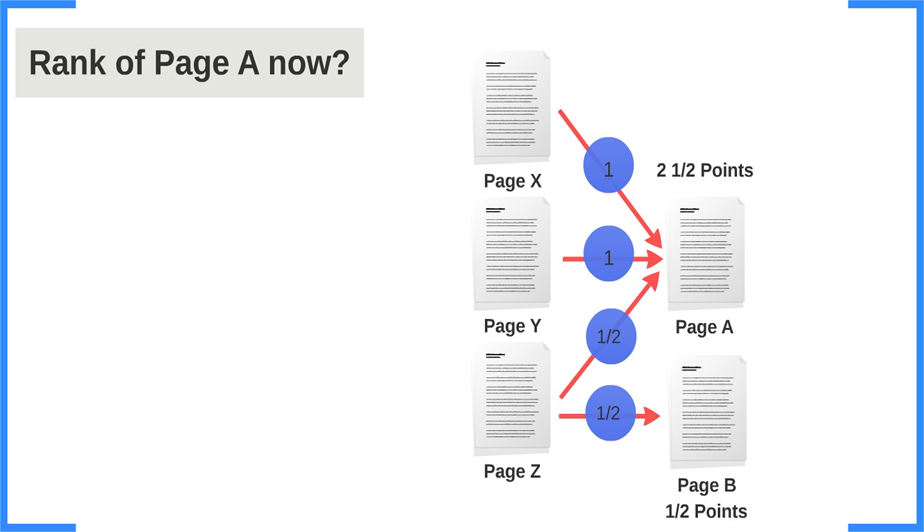 Rank of Page A now?
Page X
1
2 1/2 Points
Page Y
1
Page A
1/2
Page Z
1/2
Page B
1/2 Points